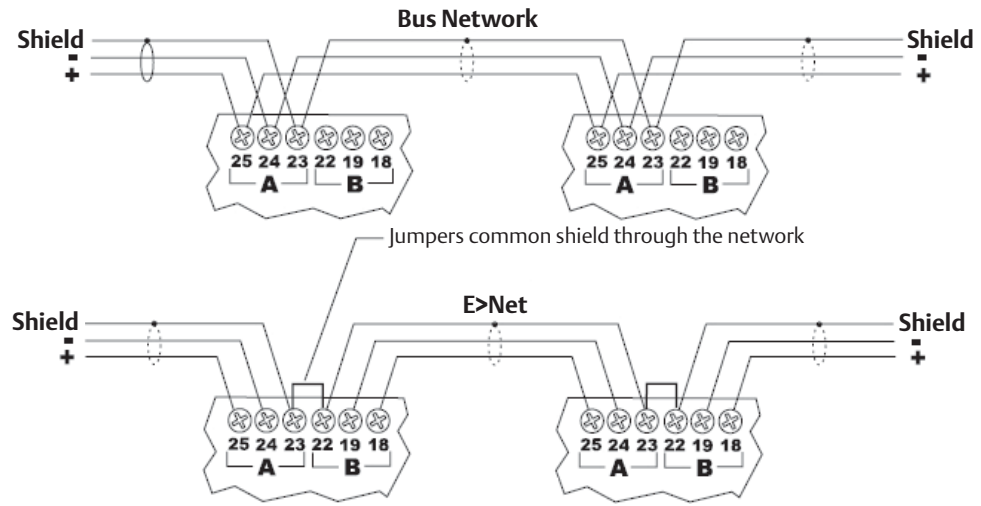 Bus Network
Shield Shield
- -
+ +
25 24 23 22 19 18 25 24 23 22 19 18
A B A B
Jumpers common shield through the network
E>Net
Shield Shield
- -
+ +
25 24 23 22 19 18 25 24 23 22 19 18
A B A B